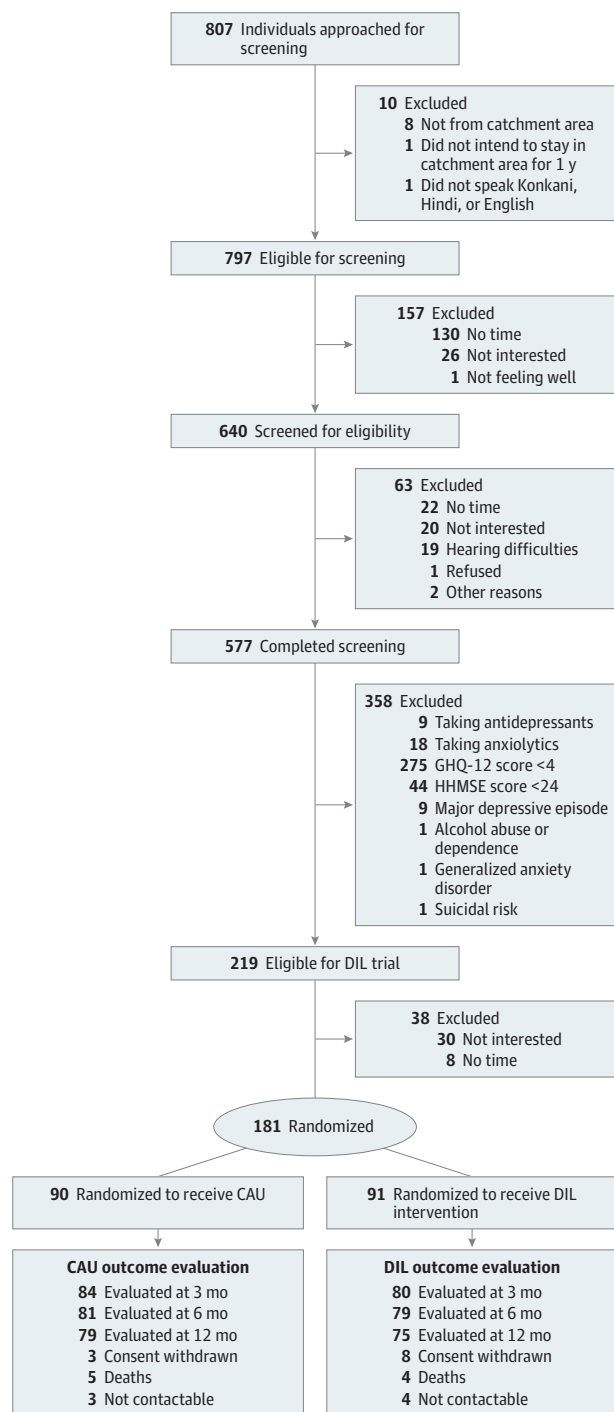 807 Individuals approached for
screening
10 Excluded
8 Not from catchment area
1 Did not intend to stay in
catchment area for 1 y
1 Did not speak Konkani,
Hindi, or English
797 Eligible for screening
157 Excluded
130 No time
26 Not interested
1 Not feeling well
640 Screened for eligibility
63 Excluded
22 No time
20 Not interested
19 Hearing difficulties
1 Refused
2 Other reasons
577 Completed screening
358 Excluded
9 Taking antidepressants
18 Taking anxiolytics
275 GHQ-12 score <4
44 HHMSE score <24
9 Major depressive episode
1 Alcohol abuse or
dependence
1 Generalized anxiety
disorder
1 Suicidal risk
219 Eligible for DIL trial
38 Excluded
30 Not interested
8 No time
181 Randomized
90 Randomized to receive CAU
91 Randomized to receive DIL
intervention
CAU outcome evaluation
84 Evaluated at 3 mo
81 Evaluated at 6 mo
79 Evaluated at 12 mo
3 Consent withdrawn
5 Deaths
3 Not contactable
DIL outcome evaluation
80 Evaluated at 3 mo
79 Evaluated at 6 mo
75 Evaluated at 12 mo
8 Consent withdrawn
4 Deaths
4 Not contactable